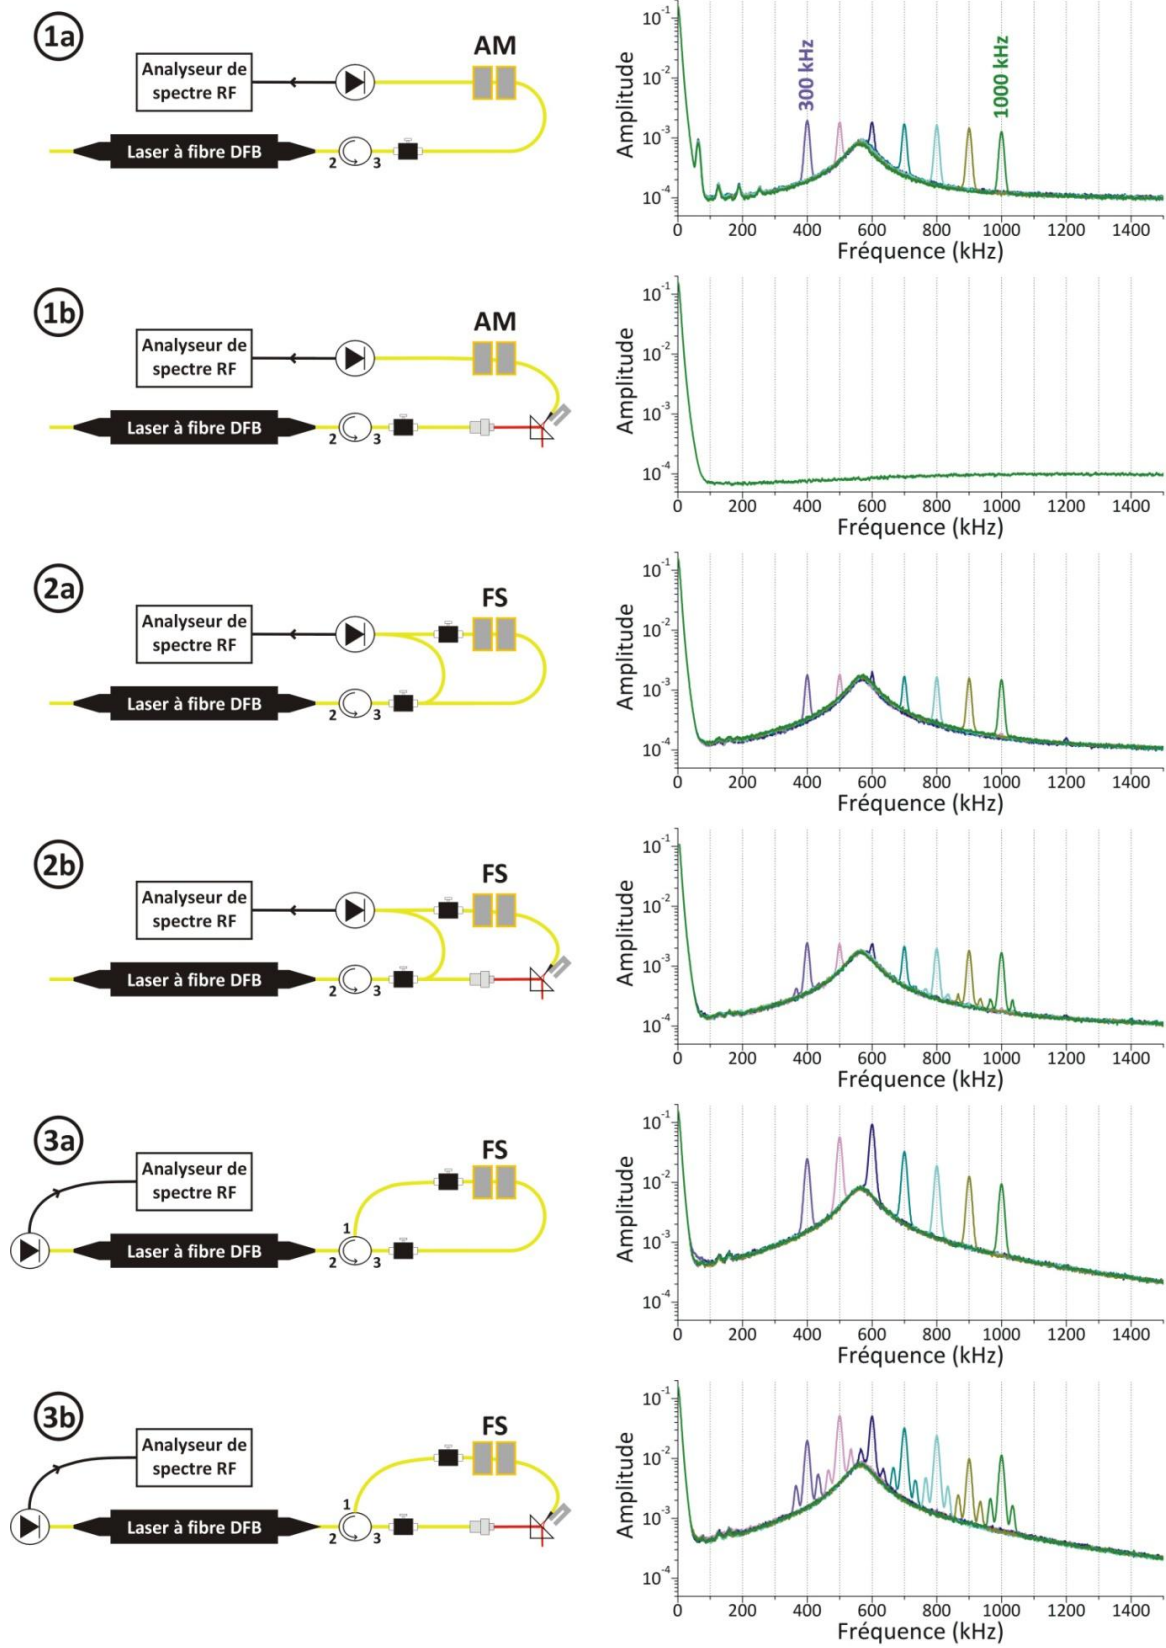 1a
Analyseur de
spectre RF
AM
Laser à fibre DFB
2 3
Amplitude
10⁻¹
10⁻²
10⁻³
10⁻⁴
300 kHz
1000 kHz
0 200 400 600 800 1000 1200 1400
Fréquence (kHz)
1b
Analyseur de
spectre RF
AM
Laser à fibre DFB
2 3
Amplitude
10⁻¹
10⁻²
10⁻³
10⁻⁴
0 200 400 600 800 1000 1200 1400
Fréquence (kHz)
2a
Analyseur de
spectre RF
FS
Laser à fibre DFB
2 3
Amplitude
10⁻¹
10⁻²
10⁻³
10⁻⁴
0 200 400 600 800 1000 1200 1400
Fréquence (kHz)
2b
Analyseur de
spectre RF
FS
Laser à fibre DFB
2 3
Amplitude
10⁻¹
10⁻²
10⁻³
10⁻⁴
0 200 400 600 800 1000 1200 1400
Fréquence (kHz)
3a
Analyseur de
spectre RF
FS
1
Laser à fibre DFB
2 3
Amplitude
10⁻¹
10⁻²
10⁻³
10⁻⁴
0 200 400 600 800 1000 1200 1400
Fréquence (kHz)
3b
Analyseur de
spectre RF
FS
1
Laser à fibre DFB
2 3
Amplitude
10⁻¹
10⁻²
10⁻³
10⁻⁴
0 200 400 600 800 1000 1200 1400
Fréquence (kHz)